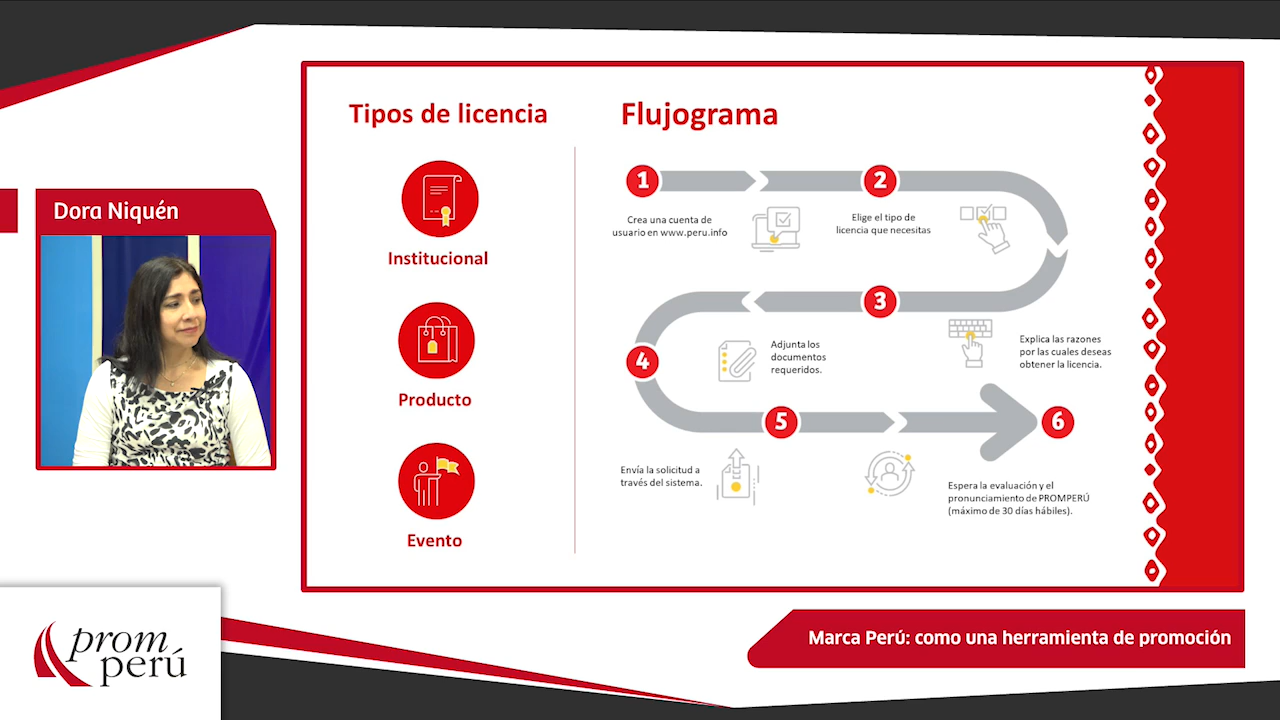 Tipos de licencia
Flujograma
Dora Niquén
Institucional
Producto
Evento
1
Crea una cuenta de
usuario en www.peru.info
2
Elige el tipo de
licencia que necesitas
3
Explica las razones
por las cuales deseas
obtener la licencia.
4
Adjunta los
documentos
requeridos.
5
Envía la solicitud a
través del sistema.
6
Espera la evaluación y el
pronunciamiento de PROMPERÚ
(máximo de 30 días hábiles).
prom
perú
Marca Perú: como una herramienta de promoción